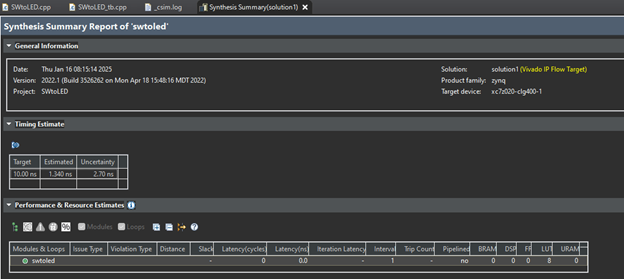 SWtoLED.cpp SWtoLED_tb.cpp _csim.log Synthesis Summary(solution1)
Synthesis Summary Report of 'swtoled'
General Information
Date: Thu Jan 16 08:15:14 2025 Solution: solution1 (Vivado IP Flow Target)
Version: 2022.1 (Build 3526262 on Mon Apr 18 15:48:16 MDT 2022) Product family: zynq
Project: SWtoLED Target device: xc7z020-clg400-1
Timing Estimate
Target Estimated Uncertainty
10.00 ns 1.340 ns 2.70 ns
Performance & Resource Estimates
% Modules Loops
Modules & Loops Issue Type Violation Type Distance Slack Latency(cycles) Latency(ns) Iteration Latency Interval Trip Count Pipelined BRAM DSP FF LUT URAM
swtoled - 0 0.0 - 1 - no 0 0 0 8 0